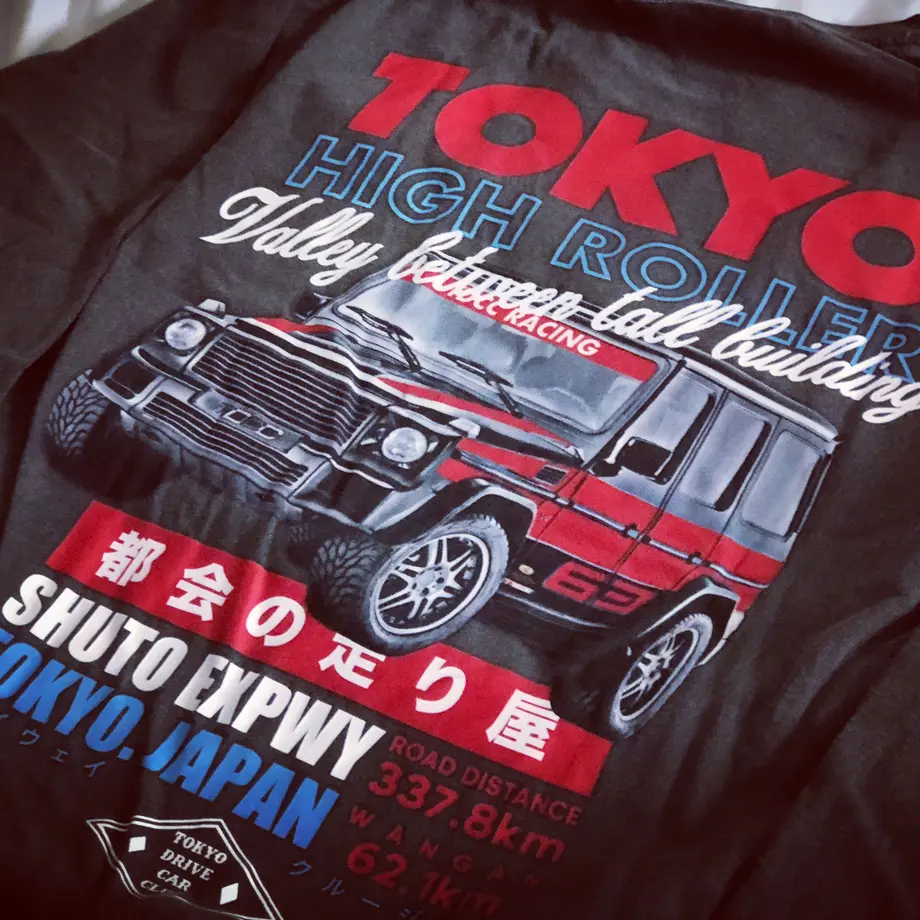 TOKYO
HIGH ROLLER
Valley between tall building
RACING
63
都会の走り屋
SHUTO EXPWY
TOKYO. JAPAN
ROAD DISTANCE
337.8km
WANGAN
62.1km
TOKYO
DRIVE
CAR